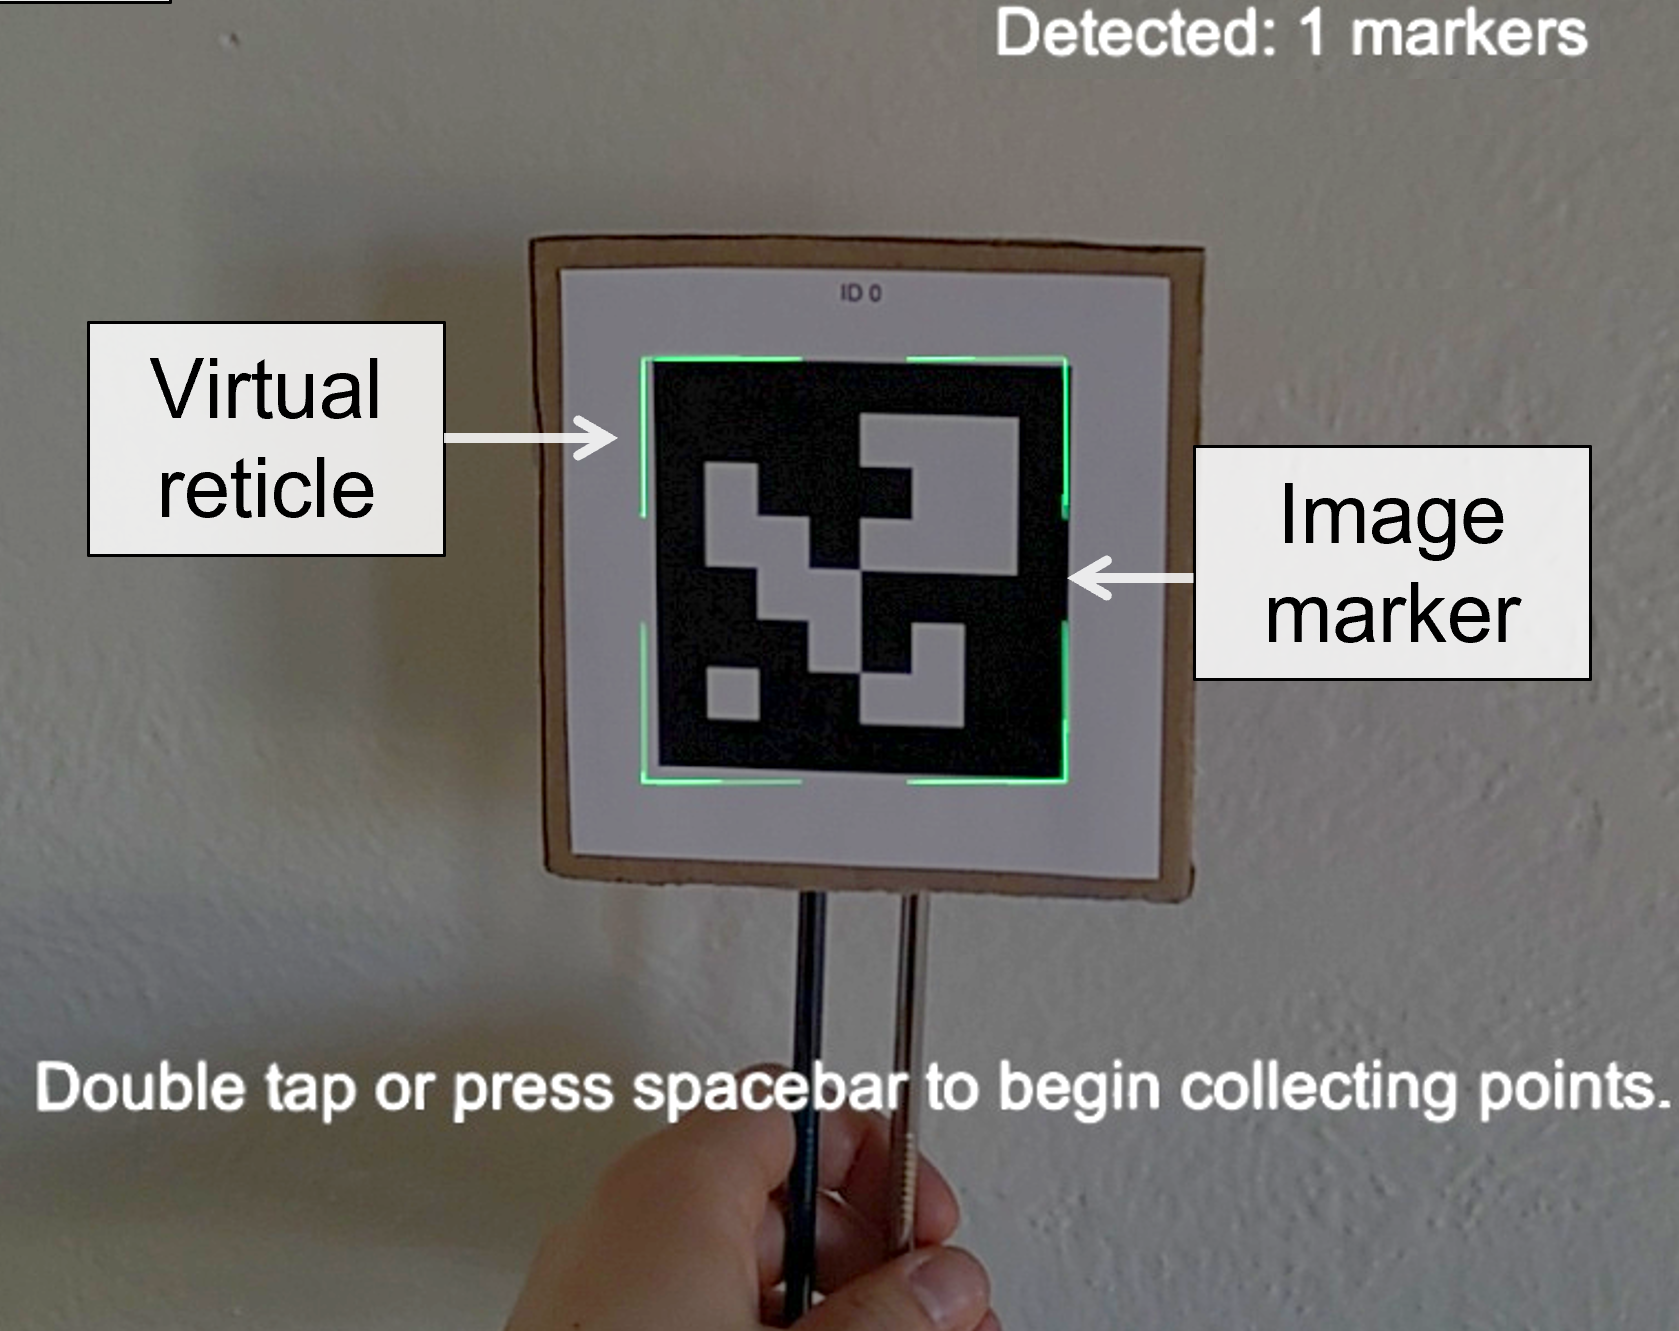 Detected: 1 markers
ID 0
Virtual
reticle
Image
marker
Double tap or press spacebar to begin collecting points.